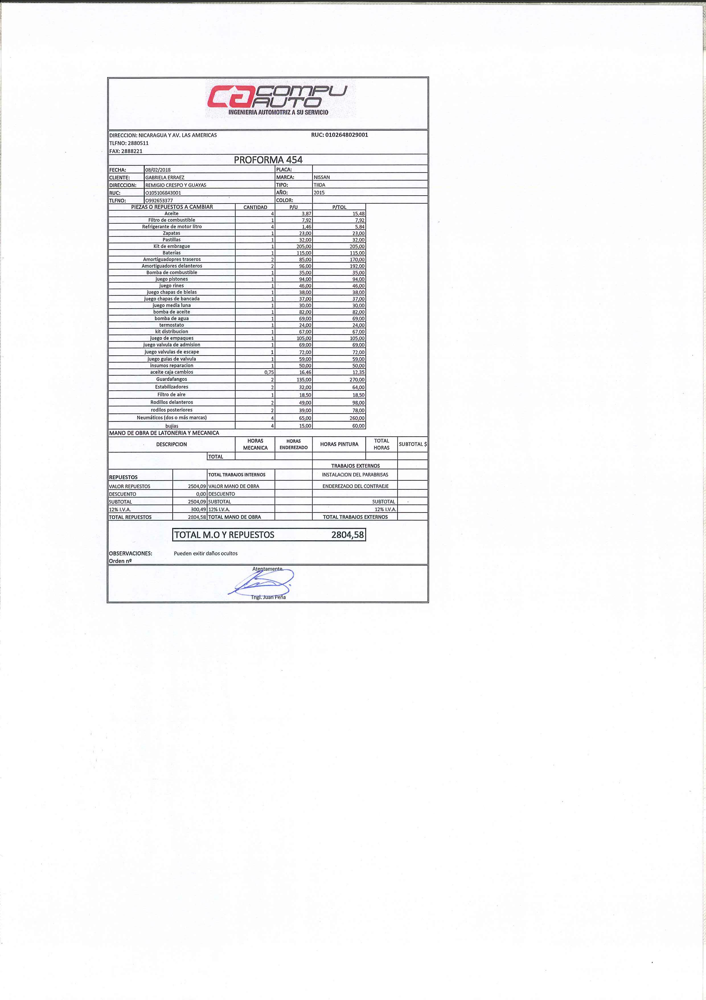 COMPU
AUTO
INGENIERIA AUTOMOTRIZ A SU SERVICIO
DIRECCION: NICARAGUA Y AV. LAS AMERICAS RUC: 0102648029001
TLFNO: 2880511
FAX: 2888221
PROFORMA 454
FECHA: 08/02/2018 PLACA:
CLIENTE: GABRIELA ERRAEZ MARCA: NISSAN
DIRECCION: REMIGIO CRESPO Y GUAYAS TIPO: TIIDA
RUC: O105106843001 AÑO: 2015
TLFNO: O992653377 COLOR:
PIEZAS O REPUESTOS A CAMBIAR CANTIDAD P/U P/TOL
Aceite 4 3,87 15,48
Filtro de combustible 1 7,92 7,92
Refrigerante de motor litro 4 1,46 5,84
Zapatas 1 23,00 23,00
Pastillas 1 32,00 32,00
Kit de embrague 1 205,00 205,00
Baterías 1 115,00 115,00
Amortiguadopres traseros 2 85,00 170,00
Amortiguadores delanteros 2 96,00 192,00
Bomba de combustible 1 35,00 35,00
juego pistones 1 94,00 94,00
juego rines 1 46,00 46,00
juego chapas de bielas 1 38,00 38,00
juego chapas de bancada 1 37,00 37,00
juego media luna 1 30,00 30,00
bomba de aceite 1 82,00 82,00
bomba de agua 1 69,00 69,00
termostato 1 24,00 24,00
kit distribucion 1 67,00 67,00
juego de empaques 1 105,00 105,00
juego valvula de admision 1 69,00 69,00
juego valvulas de escape 1 72,00 72,00
juego guias de valvula 1 59,00 59,00
insumos reparacion 1 50,00 50,00
aceite caja cambios 0,75 16,46 12,35
Guardafangos 2 135,00 270,00
Estabilizadores 2 32,00 64,00
Filtro de aire 1 18,50 18,50
Rodillos delanteros 2 49,00 98,00
rodilos posteriores 2 39,00 78,00
Neumáticos (dos o más marcas) 4 65,00 260,00
bujias 4 15,00 60,00
MANO DE OBRA DE LATONERIA Y MECANICA
DESCRIPCION HORAS MECANICA HORAS ENDEREZADO HORAS PINTURA TOTAL HORAS SUBTOTAL $
TOTAL
TRABAJOS EXTERNOS
REPUESTOS TOTAL TRABAJOS INTERNOS INSTALACION DEL PARABRISAS
VALOR REPUESTOS 2504,09 VALOR MANO DE OBRA ENDEREZADO DEL CONTRAEJE
DESCUENTO 0,00 DESCUENTO
SUBTOTAL 2504,09 SUBTOTAL SUBTOTAL
12% I.V.A. 300,49 12% I.V.A. 12% I.V.A.
TOTAL REPUESTOS 2804,58 TOTAL MANO DE OBRA TOTAL TRABAJOS EXTERNOS
TOTAL M.O Y REPUESTOS 2804,58
OBSERVACIONES: Pueden exitir daños ocultos
Orden nº
Atentamente.
Tngl. Juan Peña